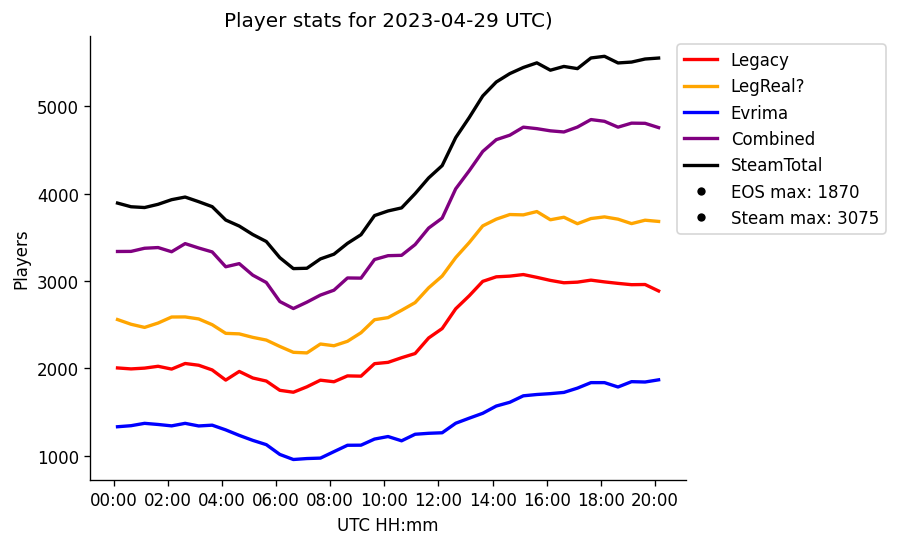 Player stats for 2023-04-29 UTC)
Legacy
LegReal?
Evrima
Combined
SteamTotal
EOS max: 1870
Steam max: 3075
Players
5000
4000
3000
2000
1000
00:00 02:00 04:00 06:00 08:00 10:00 12:00 14:00 16:00 18:00 20:00
UTC HH:mm